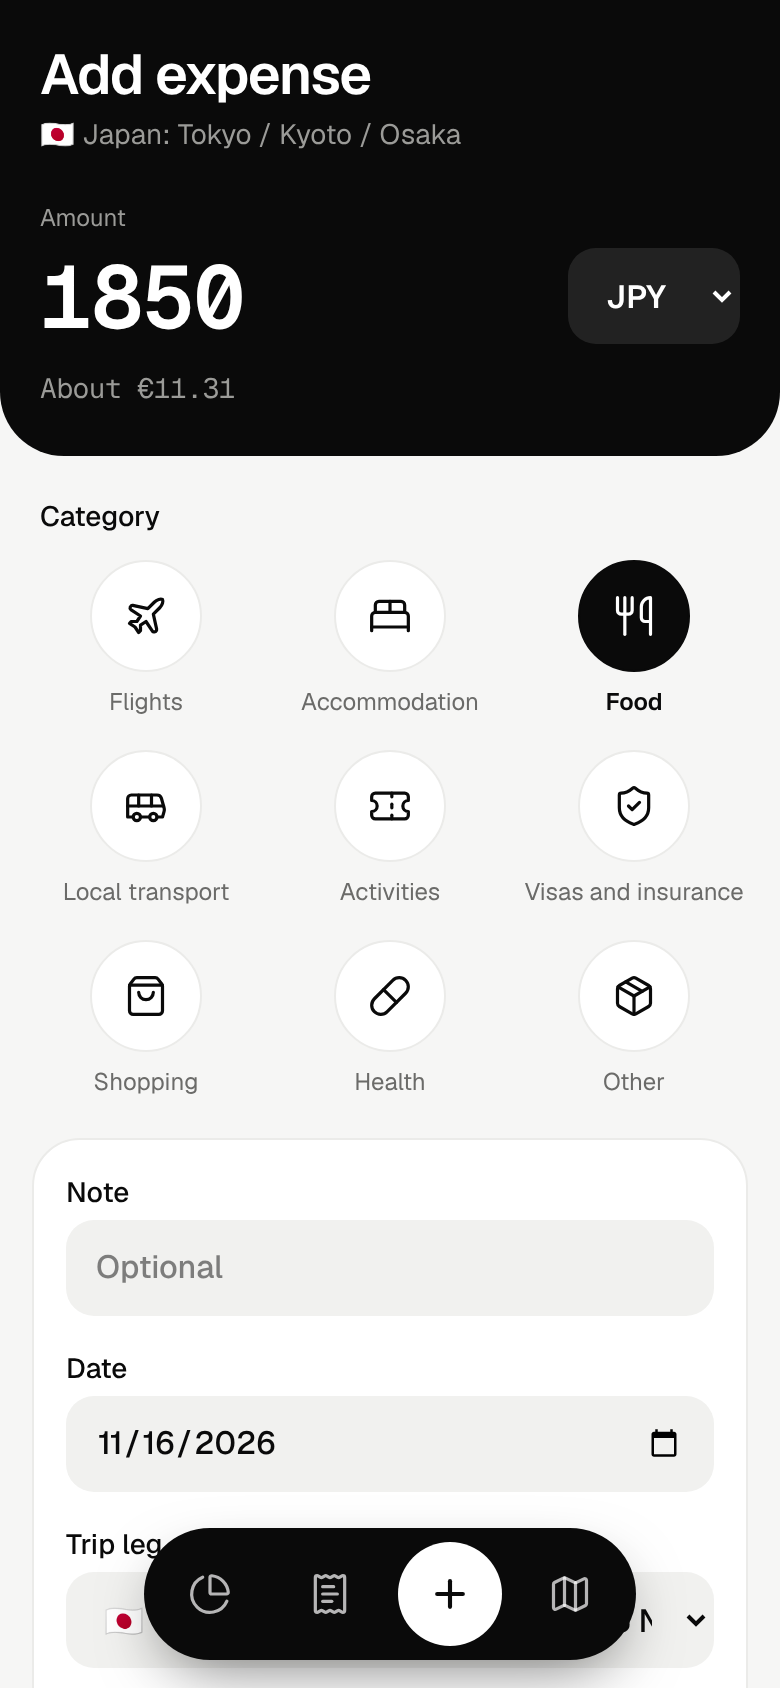 Add expense
🇯🇵 Japan: Tokyo / Kyoto / Osaka
Amount
1850
JPY
About €11.31
Category
Flights
Accommodation
Food
Local transport
Activities
Visas and insurance
Shopping
Health
Other
Note
Optional
Date
11/16/2026
Trip leg